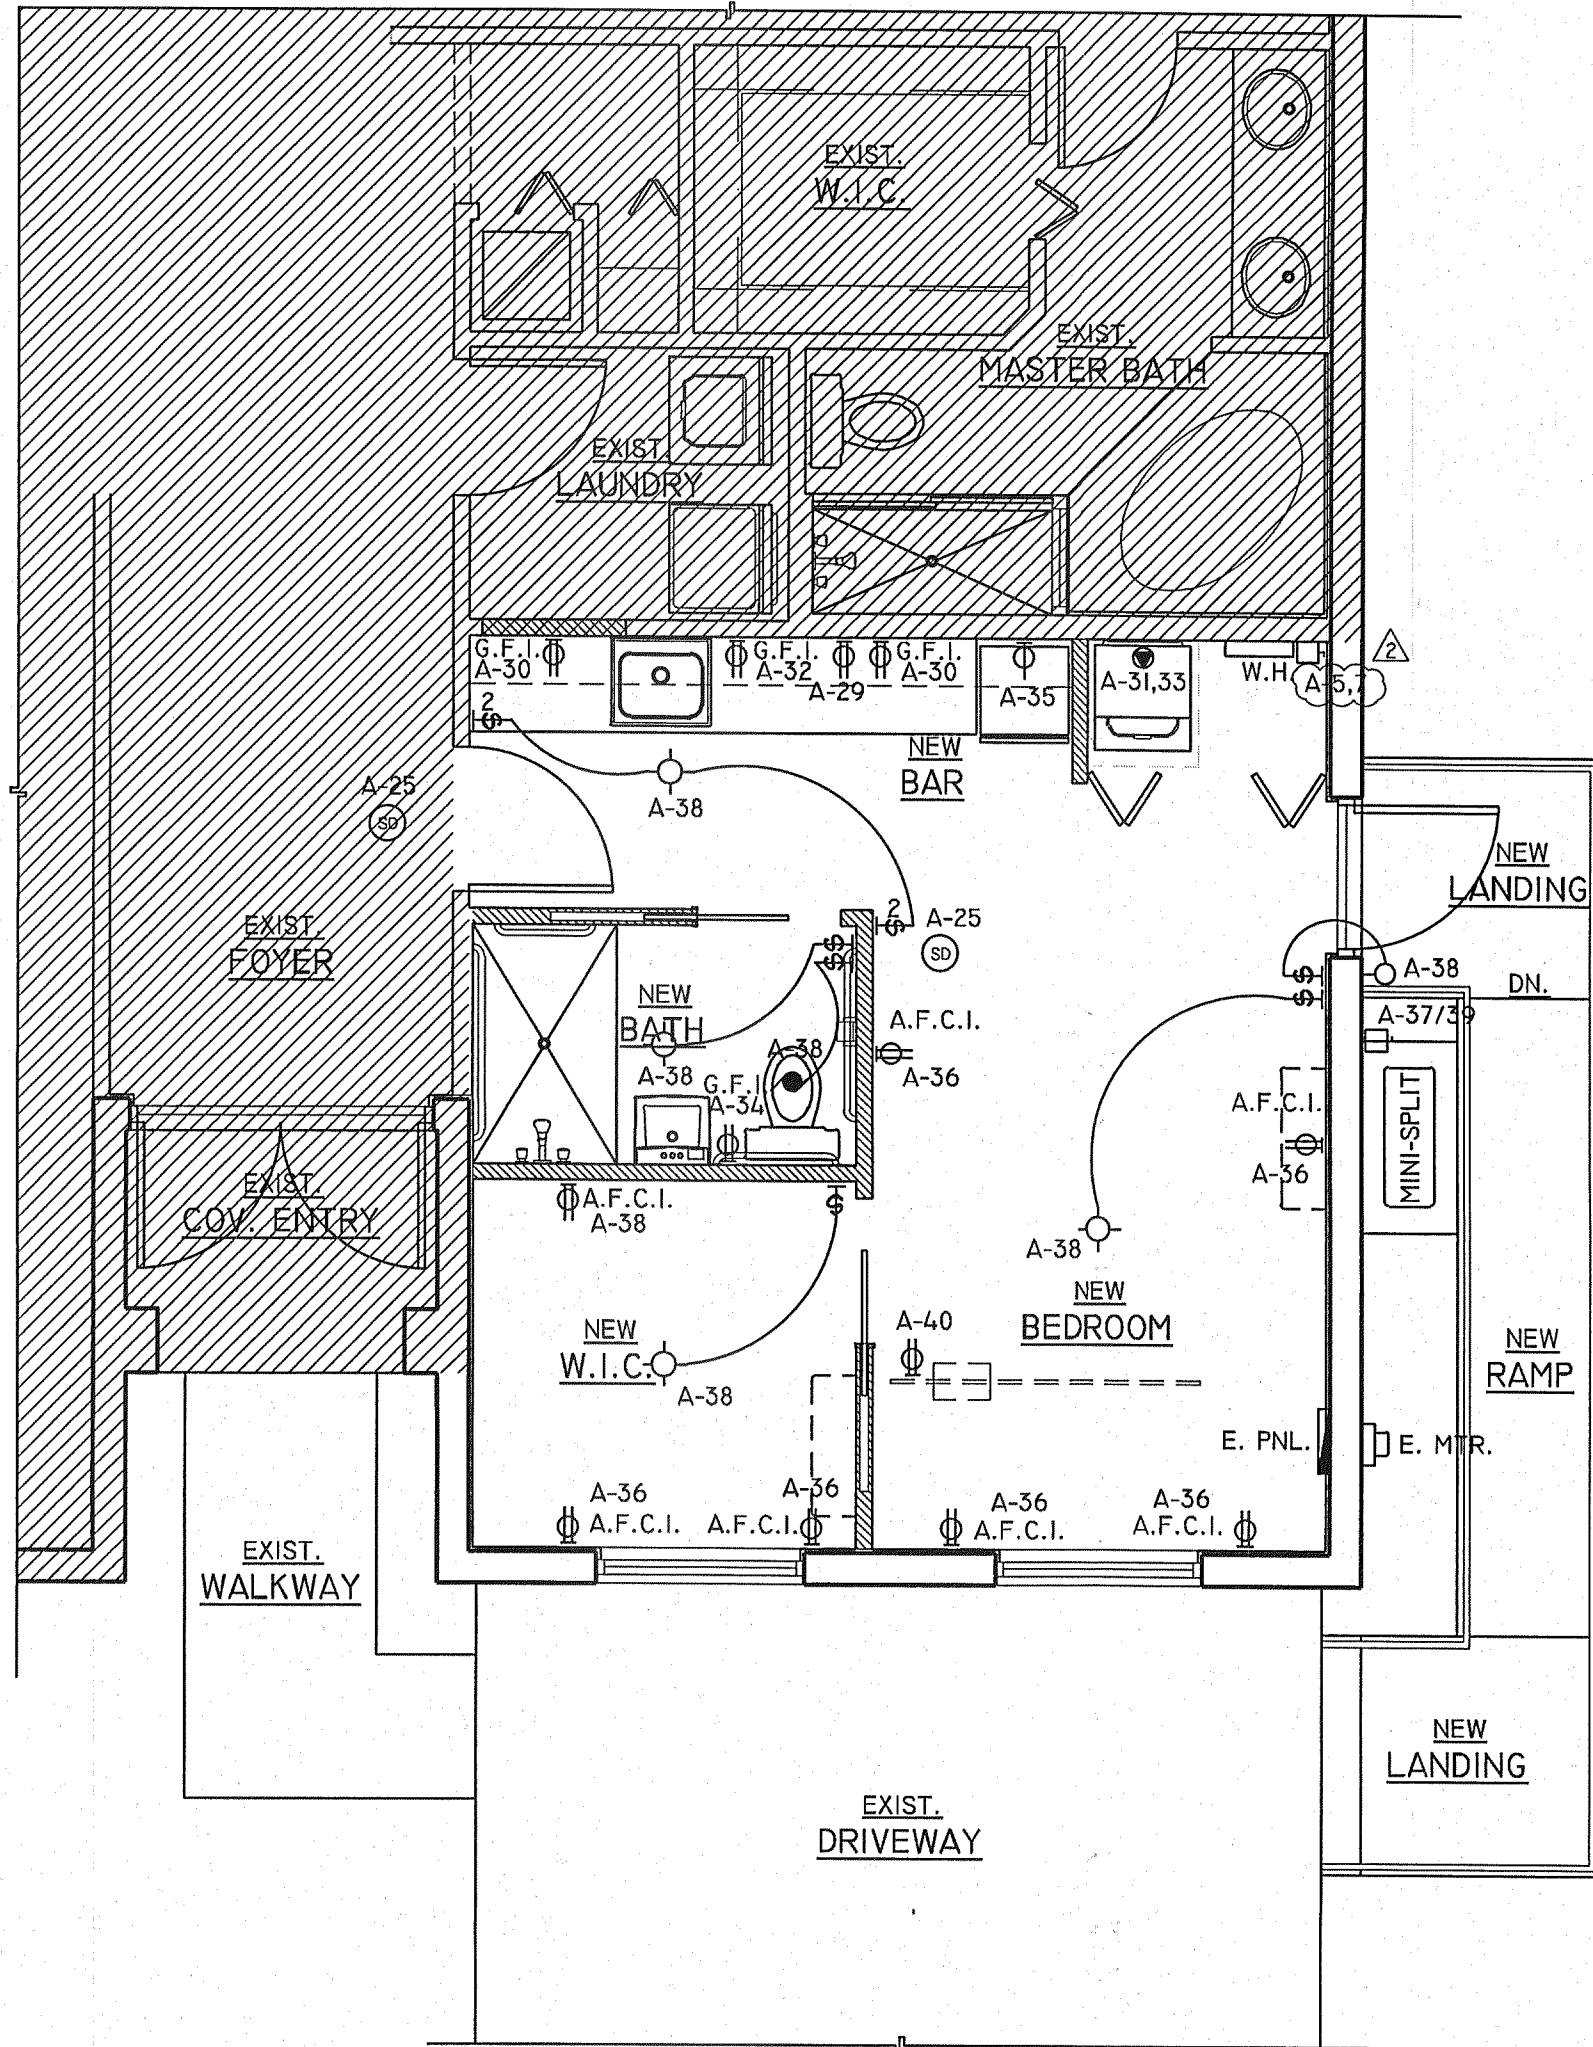 EXIST.
W.I.C.
EXIST.
MASTER BATH
EXIST.
LAUNDRY
G.F.I.
A-30
G.F.I.
A-32
A-29
G.F.I.
A-30
A-35
A-31,33
W.H.
A-5,7
2
2
S
NEW
BAR
A-38
A-25
SD
NEW
LANDING
EXIST.
FOYER
2
S
A-25
SD
S
S
S
S
A-38
DN.
NEW
BATH
A-38
A.F.C.I.
A-36
A-38
G.F.I
A-34
A-37/39
A.F.C.I.
A-36
MINI-SPLIT
EXIST.
COV. ENTRY
A.F.C.I.
A-38
S
A-38
NEW
BEDROOM
NEW
W.I.C.
A-38
A-40
NEW
RAMP
E. PNL.
E. MTR.
A-36
A.F.C.I.
A-36
A.F.C.I.
A-36
A.F.C.I.
A-36
A.F.C.I.
EXIST.
WALKWAY
NEW
LANDING
EXIST.
DRIVEWAY